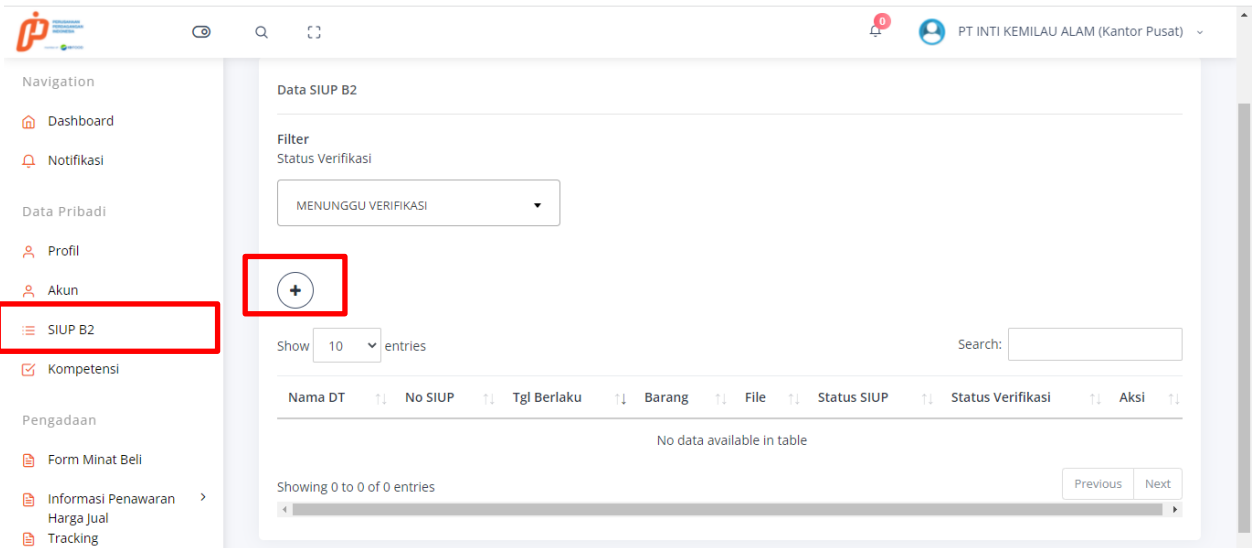 PERUSAHAAN
PERDAGANGAN
INDONESIA
0
PT INTI KEMILAU ALAM (Kantor Pusat)
Navigation
Dashboard
Notifikasi
Data Pribadi
Profil
Akun
SIUP B2
Kompetensi
Pengadaan
Form Minat Beli
Informasi Penawaran
Harga Jual
Tracking
Data SIUP B2
Filter
Status Verifikasi
MENUNGGU VERIFIKASI
Show 10 entries
Search:
Nama DT No SIUP Tgl Berlaku Barang File Status SIUP Status Verifikasi Aksi
No data available in table
Showing 0 to 0 of 0 entries
Previous Next